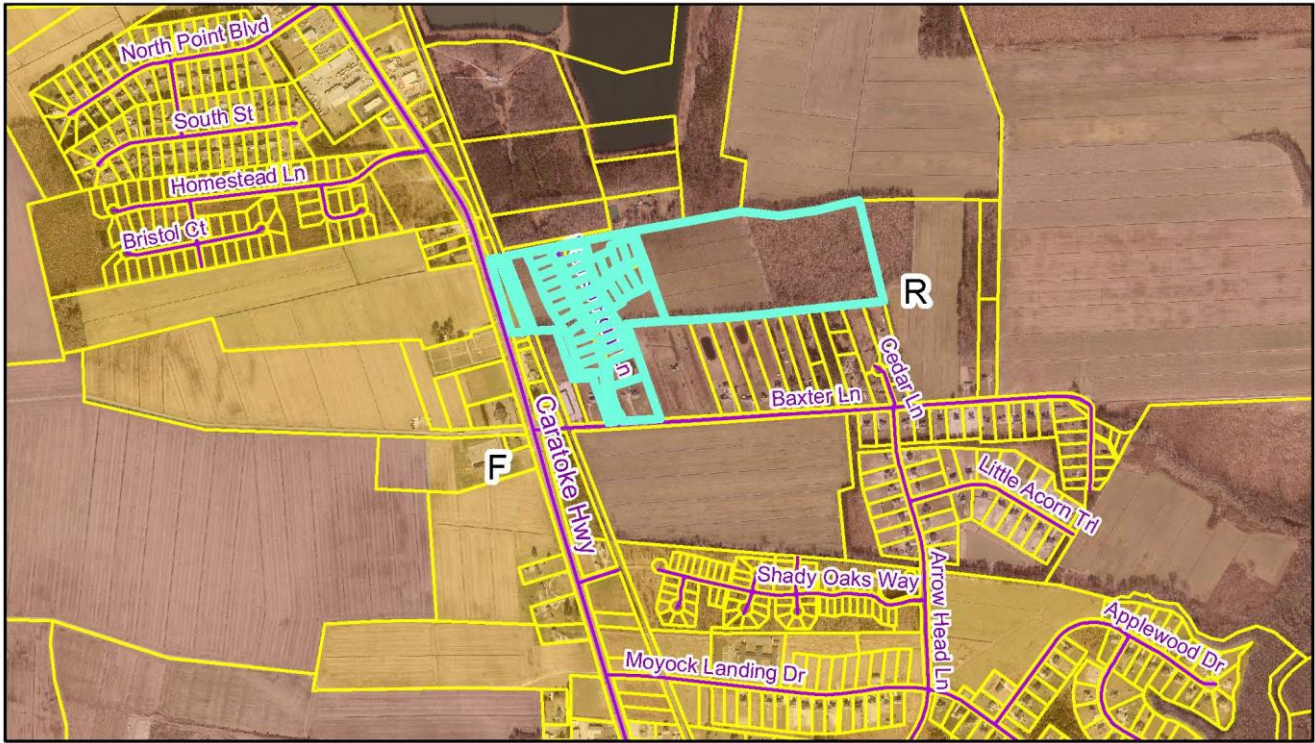 North Point Blvd
South St
Homestead Ln
Bristol Ct
R
Cedar Ln
Baxter Ln
Caratoke Hwy
F
Little Acorn Trl
Arrow Head Ln
Shady Oaks Way
Applewood Dr
Moyock Landing Dr